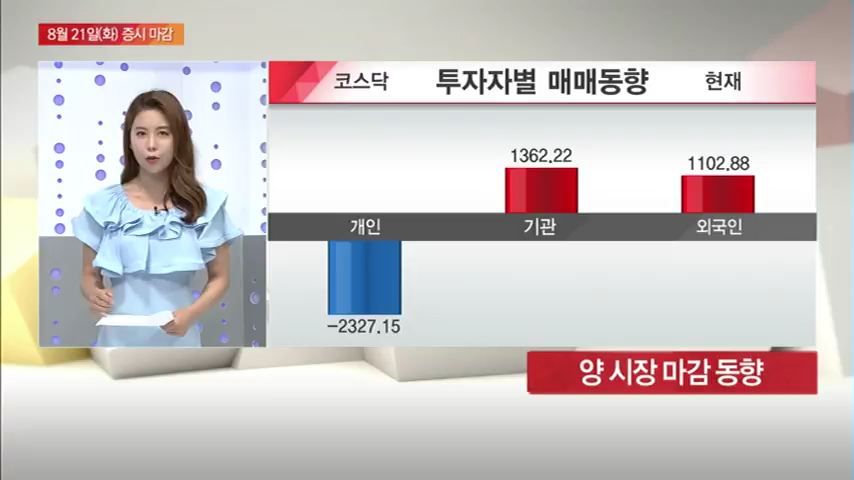 8월 21일(화) 증시 마감
코스닥 투자자별 매매동향 현재
1362.22
1102.88
개인 기관 외국인
-2327.15
양 시장 마감 동향